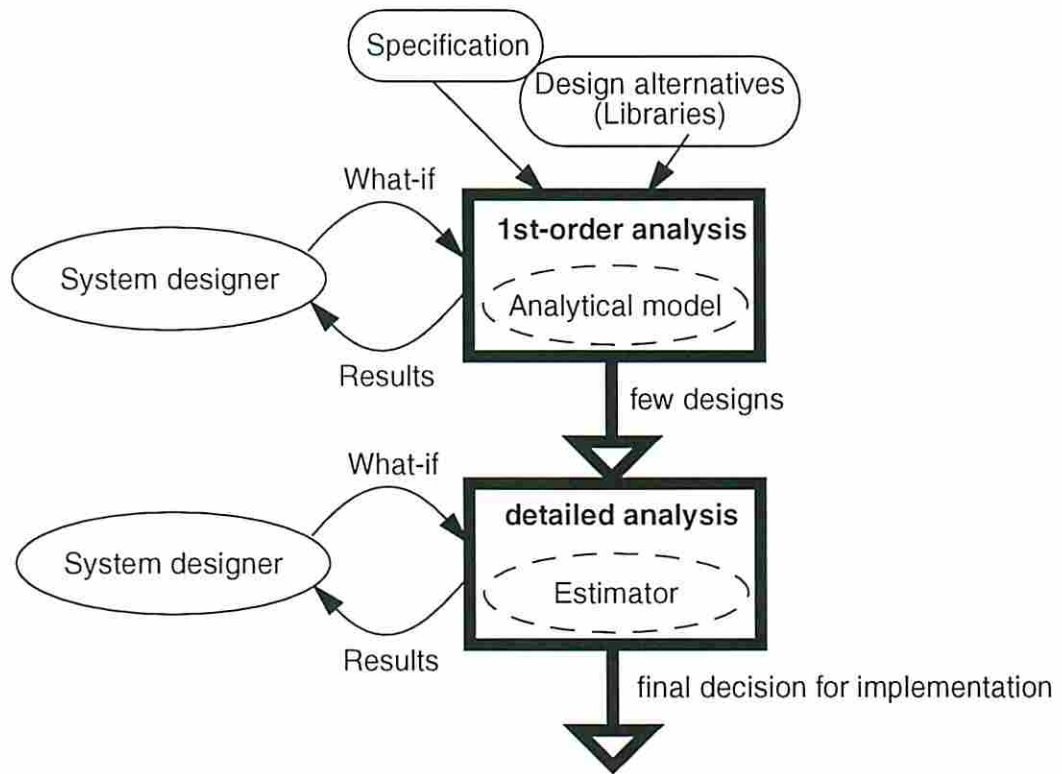 Specification
Design alternatives
(Libraries)
What-if
1st-order analysis
System designer
Analytical model
Results
few designs
What-if
detailed analysis
System designer
Estimator
Results
final decision for implementation